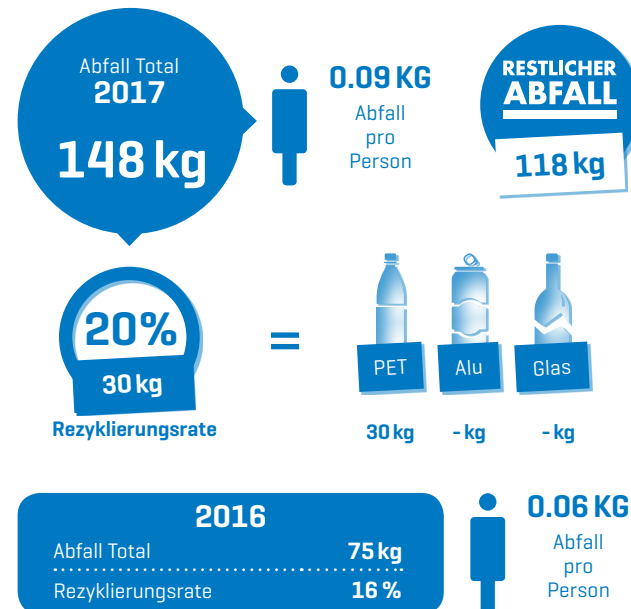 Abfall Total
2017
148 kg
0.09 KG
Abfall
pro
Person
RESTLICHER
ABFALL
118 kg
20%
30 kg
Rezyklierungsrate
=
PET
Alu
Glas
30 kg
- kg
- kg
2016
Abfall Total 75 kg
Rezyklierungsrate 16 %
0.06 KG
Abfall
pro
Person